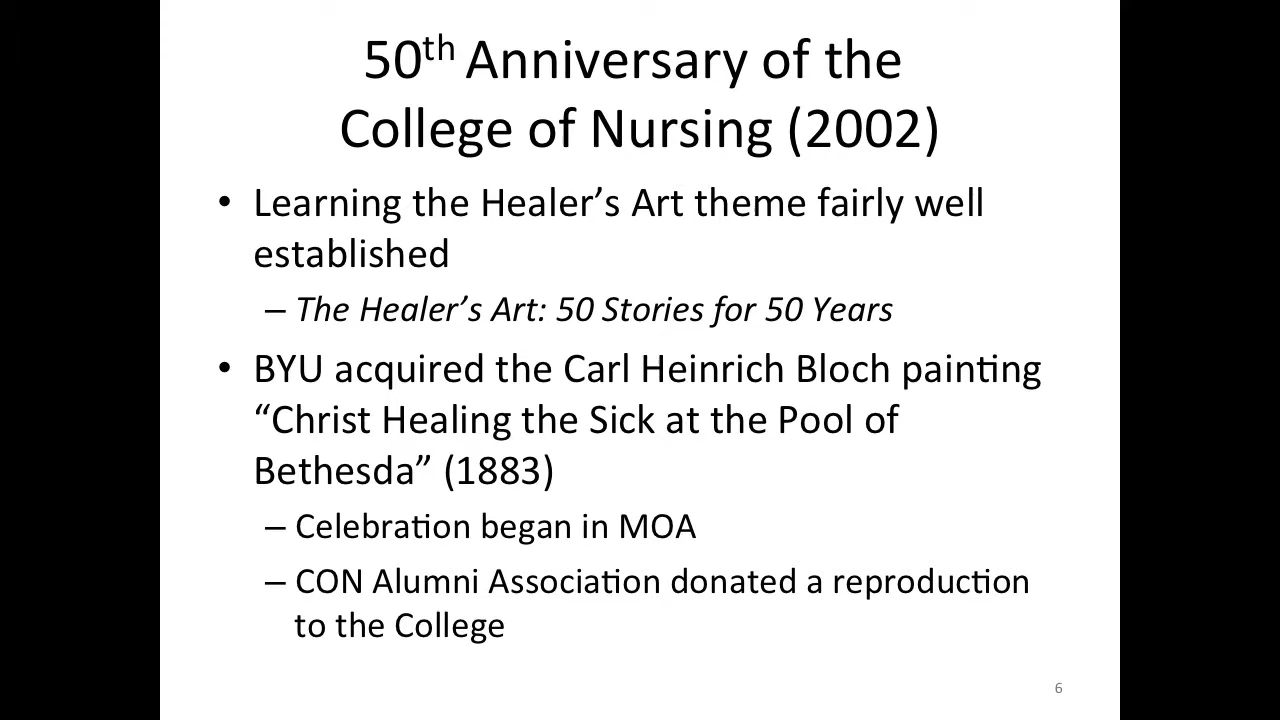 50th Anniversary of the
College of Nursing (2002)
• Learning the Healer’s Art theme fairly well
established
– The Healer’s Art: 50 Stories for 50 Years
• BYU acquired the Carl Heinrich Bloch painting
“Christ Healing the Sick at the Pool of
Bethesda” (1883)
– Celebration began in MOA
– CON Alumni Association donated a reproduction
to the College
6